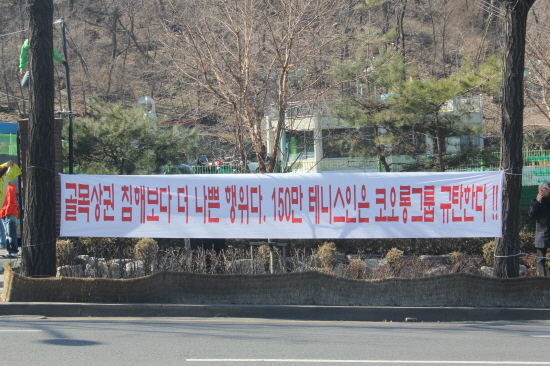 골목상권 침해보다 더 나쁜 행위다. 150만 테니스인은 코오롱그룹 규탄한다 !!